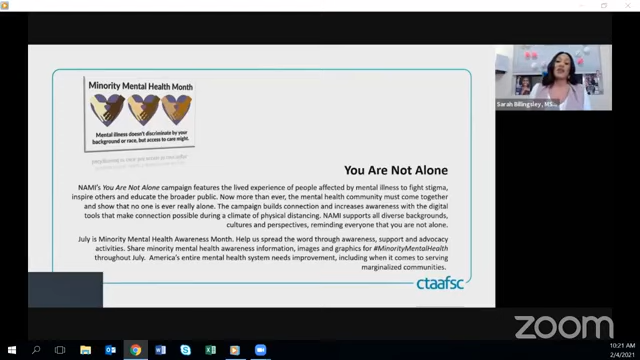 Minority Mental Health Month
Mental illness doesn't discriminate by your
background or race, but access to care might.
You Are Not Alone
NAMI's You Are Not Alone campaign features the lived experience of people affected by mental illness to fight stigma,
inspire others and educate the broader public. Now more than ever, the mental health community must come together
and show that no one is ever really alone. The campaign builds connection and increases awareness with the digital
tools that make connection possible during a climate of physical distancing. NAMI supports all diverse backgrounds,
cultures and perspectives, reminding everyone that you are not alone.
July is Minority Mental Health Awareness Month. Help us spread the word through awareness, support and advocacy
activities. Share minority mental health awareness information, images and graphics for #MinorityMentalHealth
throughout July. America's entire mental health system needs improvement, including when it comes to serving
marginalized communities.
ctaafsc
Sarah Billingsley, MS...
zoom
10:21 AM
2/4/2021